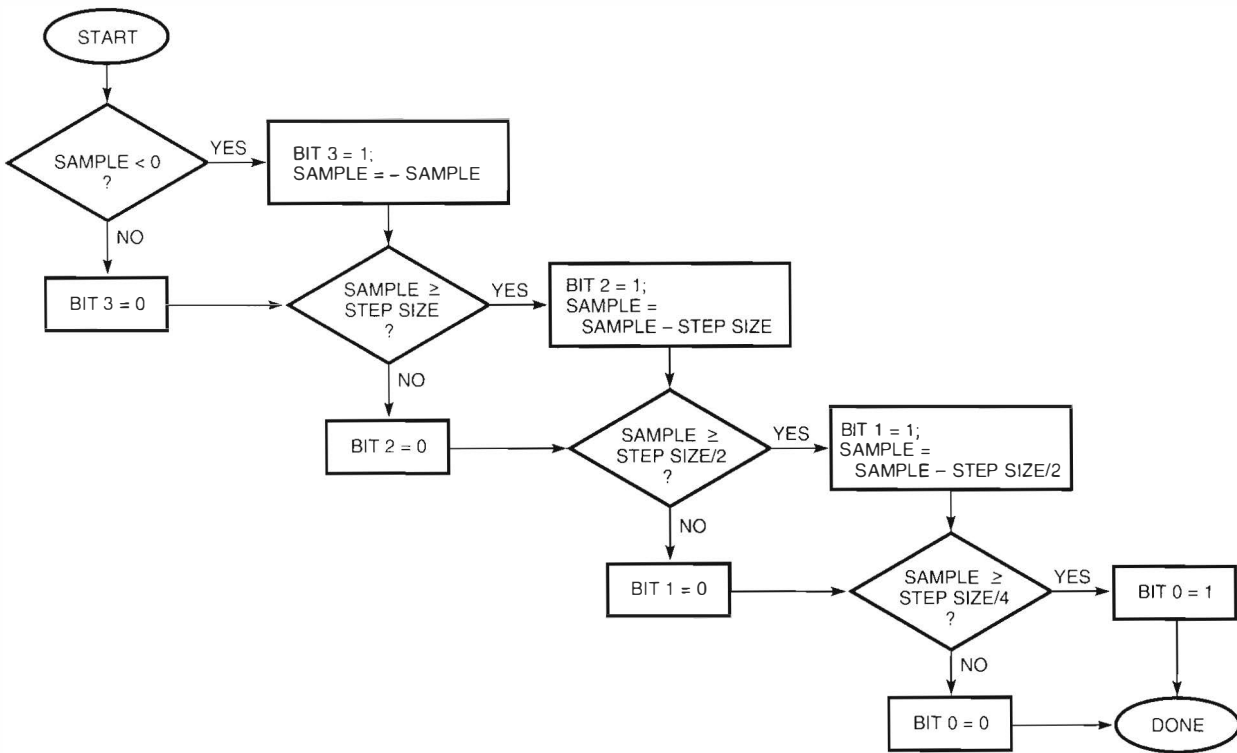 START
SAMPLE < 0
?
YES
BIT 3 = 1;
SAMPLE = – SAMPLE
NO
BIT 3 = 0
SAMPLE ≥
STEP SIZE
?
YES
BIT 2 = 1;
SAMPLE =
SAMPLE – STEP SIZE
NO
BIT 2 = 0
SAMPLE ≥
STEP SIZE/2
?
YES
BIT 1 = 1;
SAMPLE =
SAMPLE – STEP SIZE/2
NO
BIT 1 = 0
SAMPLE ≥
STEP SIZE/4
?
YES
BIT 0 = 1
NO
BIT 0 = 0
DONE